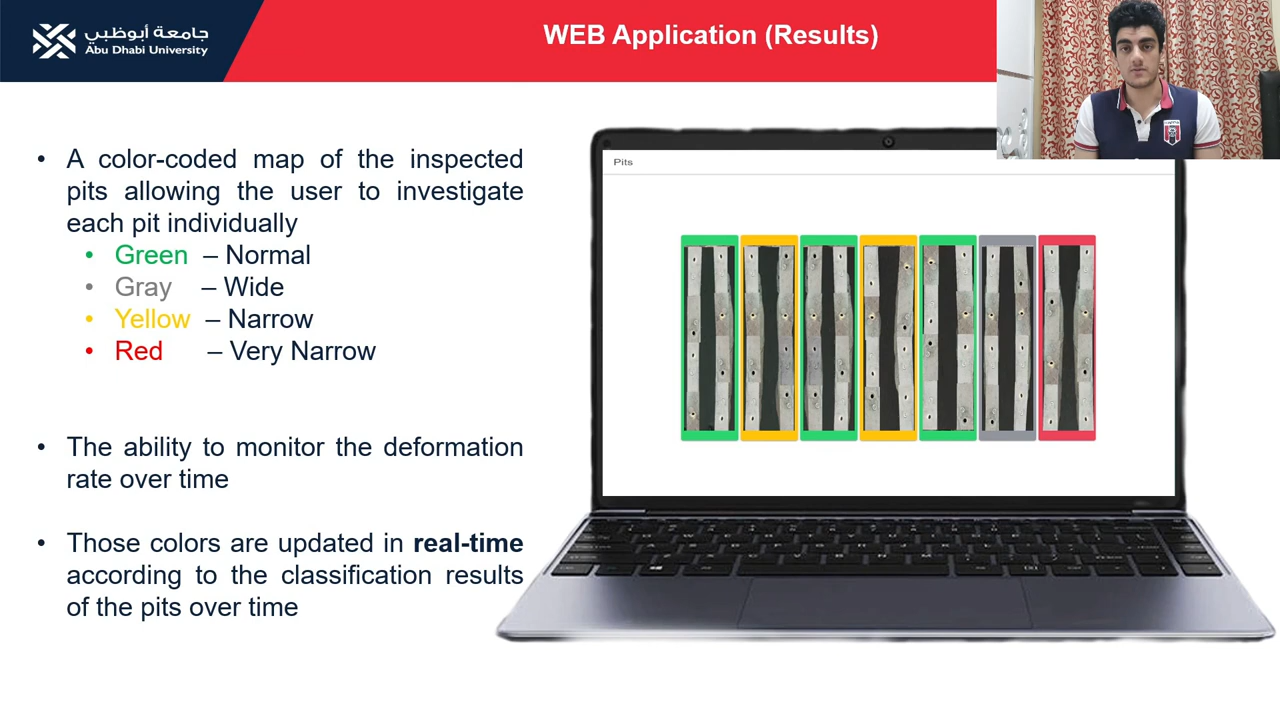 جامعة أبوظبي
Abu Dhabi University
WEB Application (Results)
• A color-coded map of the inspected
pits allowing the user to investigate
each pit individually
• Green – Normal
• Gray – Wide
• Yellow – Narrow
• Red – Very Narrow
• The ability to monitor the deformation
rate over time
• Those colors are updated in real-time
according to the classification results
of the pits over time
Pits